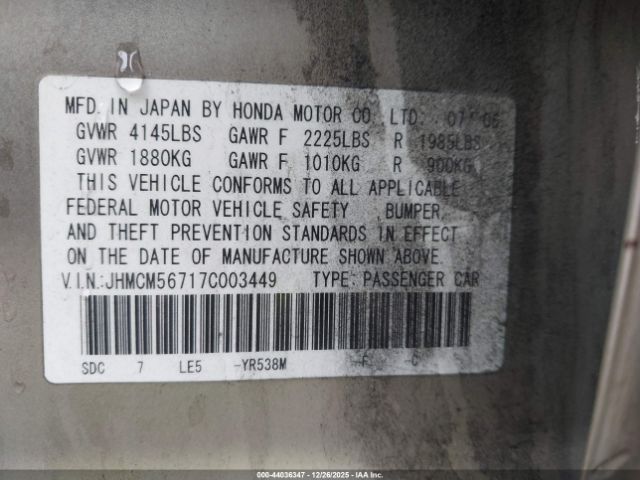 MFD. IN JAPAN BY HONDA MOTOR CO. LTD. 07/06
GVWR 4145LBS GAWR F 2225LBS R 1985LBS
GVWR 1880KG GAWR F 1010KG R 900KG
THIS VEHICLE CONFORMS TO ALL APPLICABLE
FEDERAL MOTOR VEHICLE SAFETY , BUMPER,
AND THEFT PREVENTION STANDARDS IN EFFECT
ON THE DATE OF MANUFACTURE SHOWN ABOVE.
V.I.N.:JHMCM56717C003449 TYPE: PASSENGER CAR
SDC 7 LE5 -YR538M -F -C
000-44036347 - 12/26/2025 - IAA Inc.